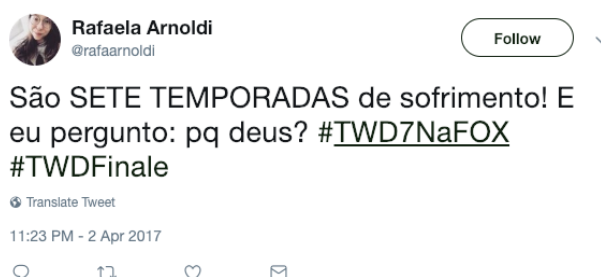 Rafaela Arnoldi
@rafaarnoldi
Follow
São SETE TEMPORADAS de sofrimento! E
eu pergunto: pq deus? #TWD7NaFOX
#TWDFinale
Translate Tweet
11:23 PM - 2 Apr 2017